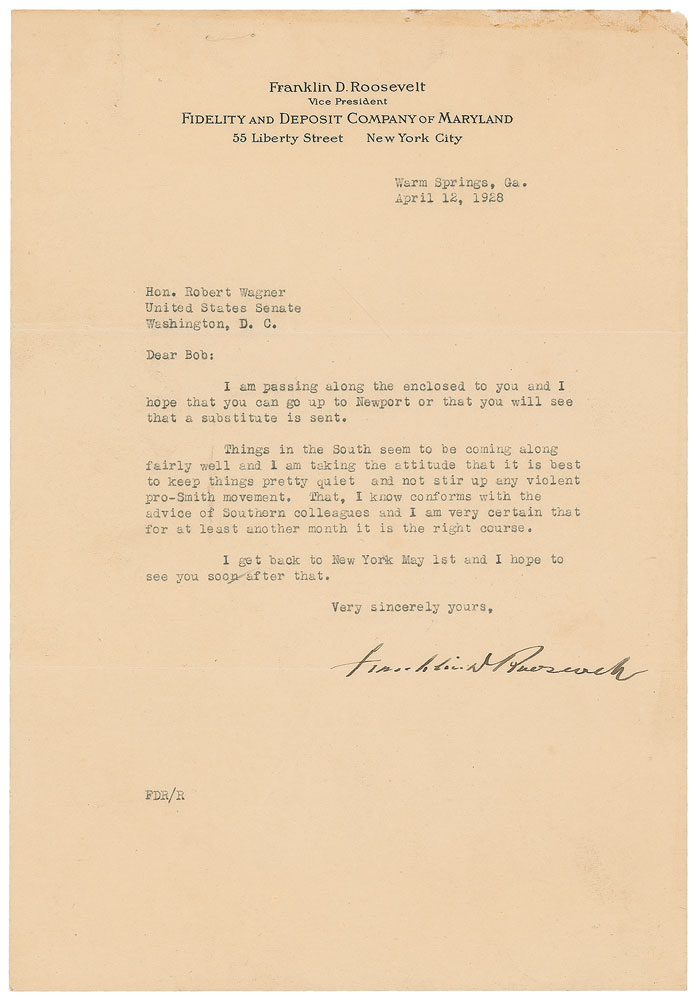 Franklin D. Roosevelt
Vice President
Fidelity and Deposit Company of Maryland
55 Liberty Street New York City
Warm Springs, Ga.
April 12, 1928
Hon. Robert Wagner
United States Senate
Washington, D. C.
Dear Bob:
I am passing along the enclosed to you and I
hope that you can go up to Newport or that you will see
that a substitute is sent.
Things in the South seem to be coming along
fairly well and I am taking the attitude that it is best
to keep things pretty quiet and not stir up any violent
pro-Smith movement. That, I know conforms with the
advice of Southern colleagues and I am very certain that
for at least another month it is the right course.
I get back to New York May 1st and I hope to
see you soon after that.
Very sincerely yours,
Franklin D Roosevelt
FDR/R